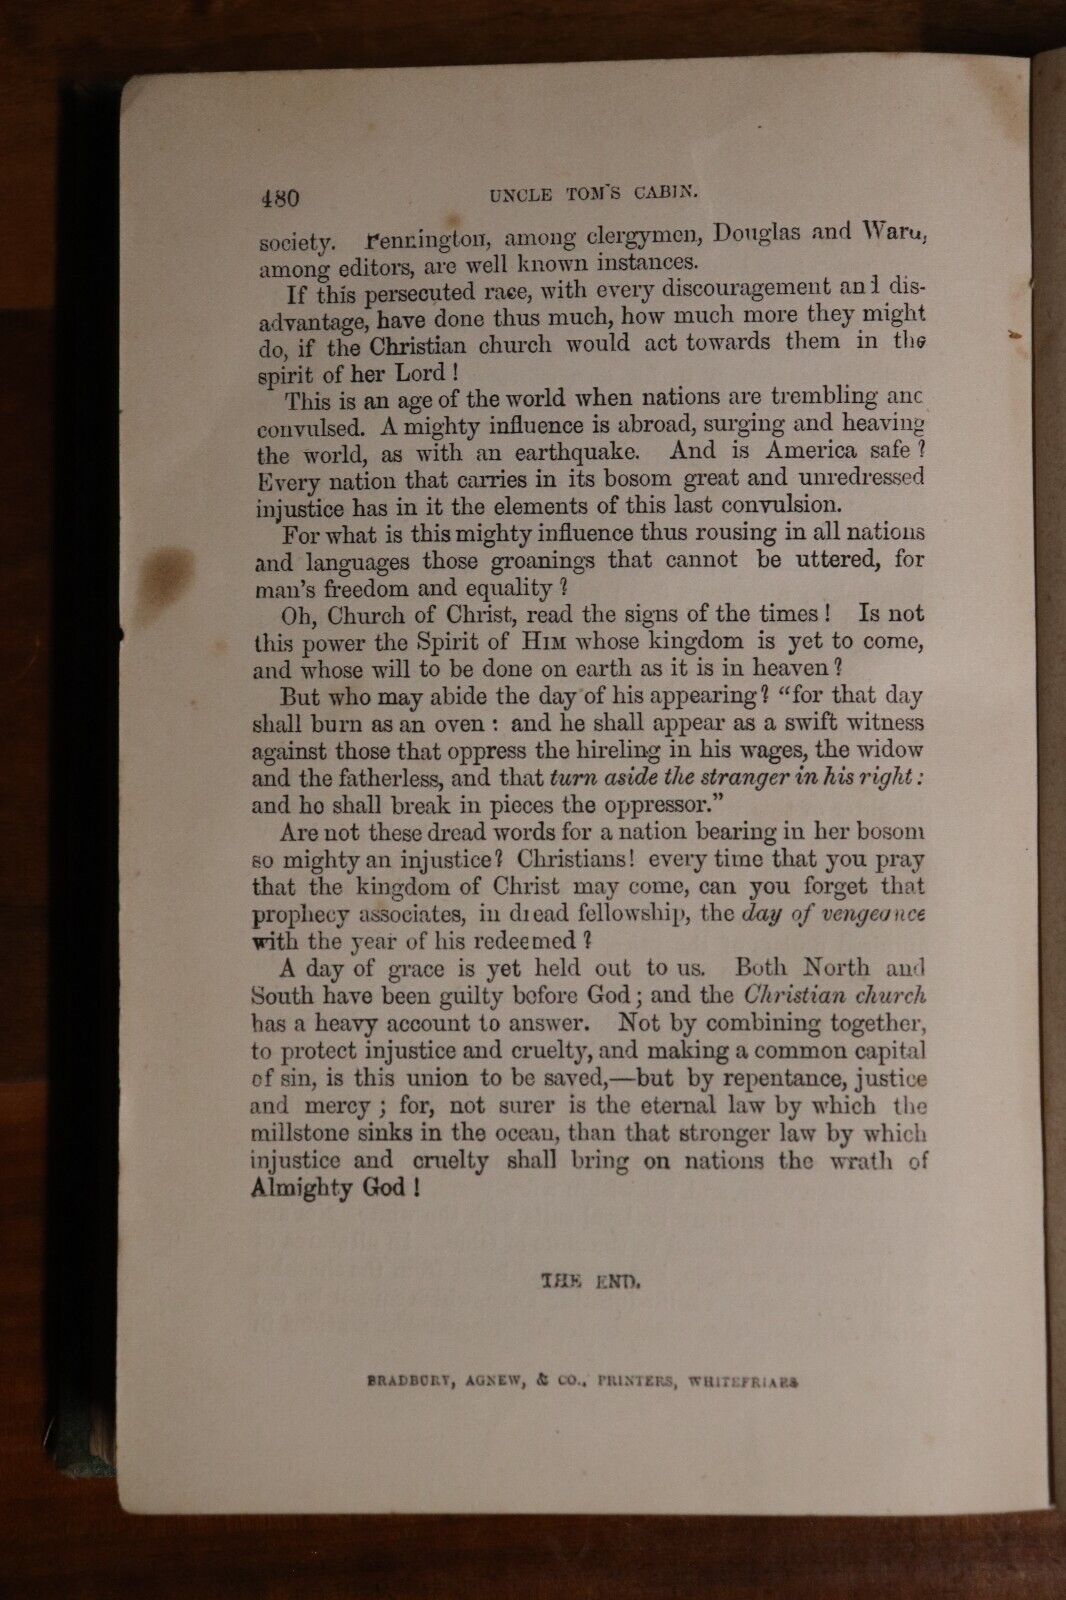 480 UNCLE TOM'S CABIN.
society. Pennington, among clergymen, Douglas and Ward,
among editors, are well known instances.
If this persecuted race, with every discouragement and dis-
advantage, have done thus much, how much more they might
do, if the Christian church would act towards them in the
spirit of her Lord!
This is an age of the world when nations are trembling and
convulsed. A mighty influence is abroad, surging and heaving
the world, as with an earthquake. And is America safe?
Every nation that carries in its bosom great and unredressed
injustice has in it the elements of this last convulsion.
For what is this mighty influence thus rousing in all nations
and languages those groanings that cannot be uttered, for
man's freedom and equality?
Oh, Church of Christ, read the signs of the times! Is not
this power the Spirit of HIM whose kingdom is yet to come,
and whose will to be done on earth as it is in heaven?
But who may abide the day of his appearing? "for that day
shall burn as an oven: and he shall appear as a swift witness
against those that oppress the hireling in his wages, the widow
and the fatherless, and that turn aside the stranger in his right:
and he shall break in pieces the oppressor."
Are not these dread words for a nation bearing in her bosom
so mighty an injustice? Christians! every time that you pray
that the kingdom of Christ may come, can you forget that
prophecy associates, in dread fellowship, the day of vengeance
with the year of his redeemed?
A day of grace is yet held out to us. Both North and
South have been guilty before God; and the Christian church
has a heavy account to answer. Not by combining together,
to protect injustice and cruelty, and making a common capital
of sin, is this union to be saved,—but by repentance, justice
and mercy; for, not surer is the eternal law by which the
millstone sinks in the ocean, than that stronger law by which
injustice and cruelty shall bring on nations the wrath of
Almighty God!
THE END.
BRADBURY, AGNEW, & CO., PRINTERS, WHITEFRIARS